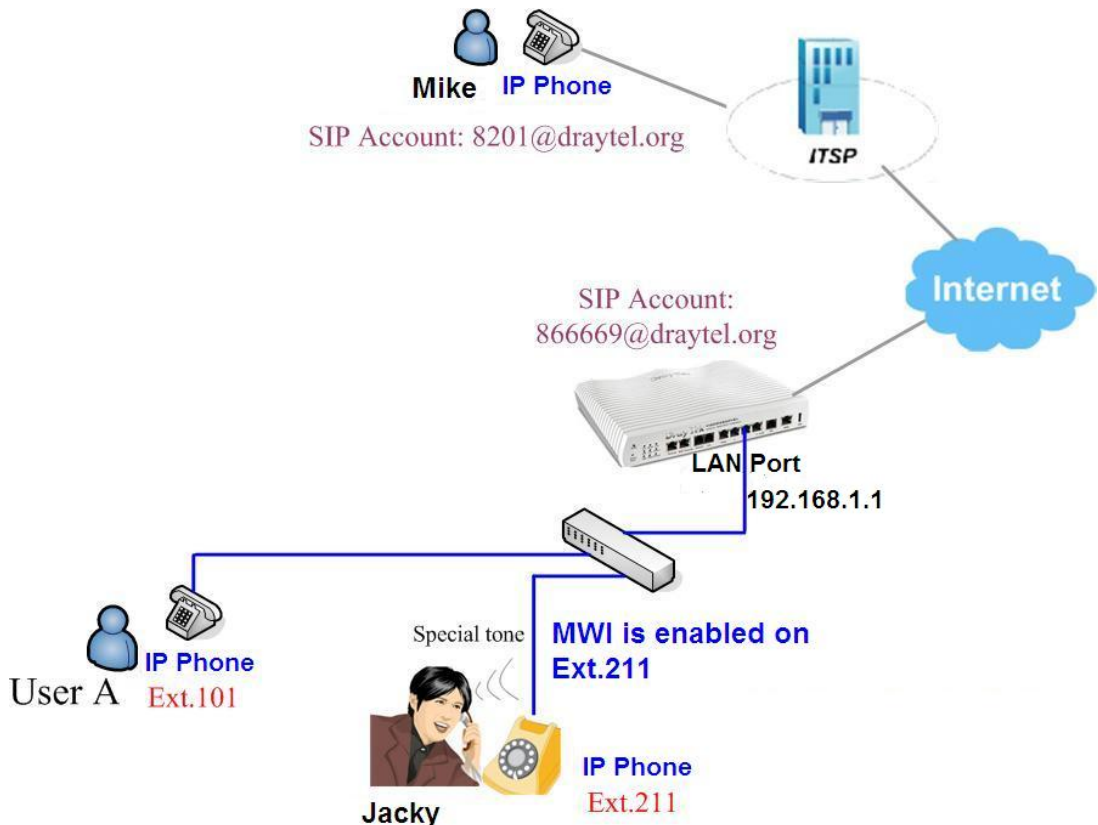 Mike
IP Phone
SIP Account: 8201@draytel.org
ITSP
Internet
SIP Account:
866669@draytel.org
LAN Port
192.168.1.1
User A
IP Phone
Ext.101
Special tone
MWI is enabled on
Ext.211
Jacky
IP Phone
Ext.211